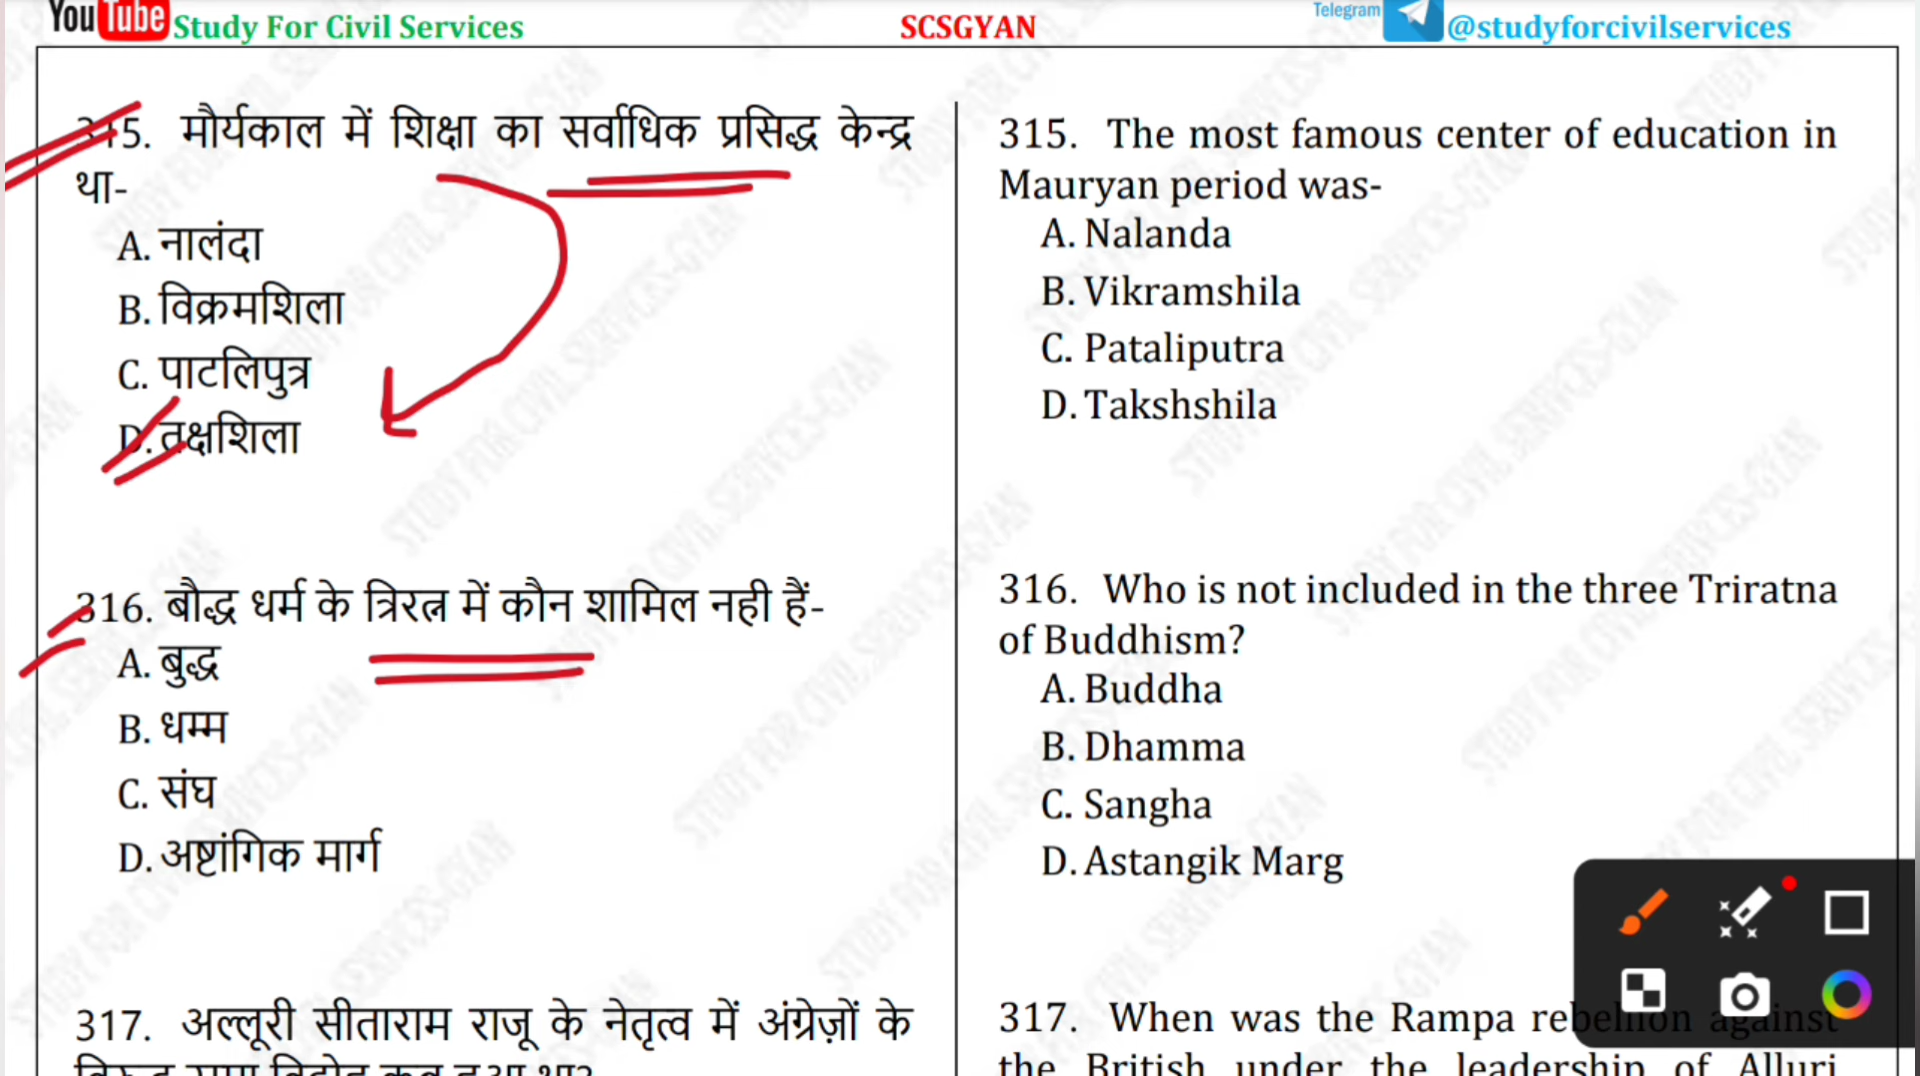 YouTube Study For Civil Services
SCSGYAN
Telegram @studyforcivilservices
315. मौर्यकाल में शिक्षा का सर्वाधिक प्रसिद्ध केन्द्र
था-
A. नालंदा
B. विक्रमशिला
C. पाटलिपुत्र
D. तक्षशिला
316. बौद्ध धर्म के त्रिरत्न में कौन शामिल नही हैं-
A. बुद्ध
B. धम्म
C. संघ
D. अष्टांगिक मार्ग
317. अल्लूरी सीताराम राजू के नेतृत्व में अंग्रेज़ों के
315. The most famous center of education in
Mauryan period was-
A. Nalanda
B. Vikramshila
C. Pataliputra
D. Takshshila
316. Who is not included in the three Triratna
of Buddhism?
A. Buddha
B. Dhamma
C. Sangha
D. Astangik Marg
317. When was the Rampa rebellion against
the British under the leadership of Alluri